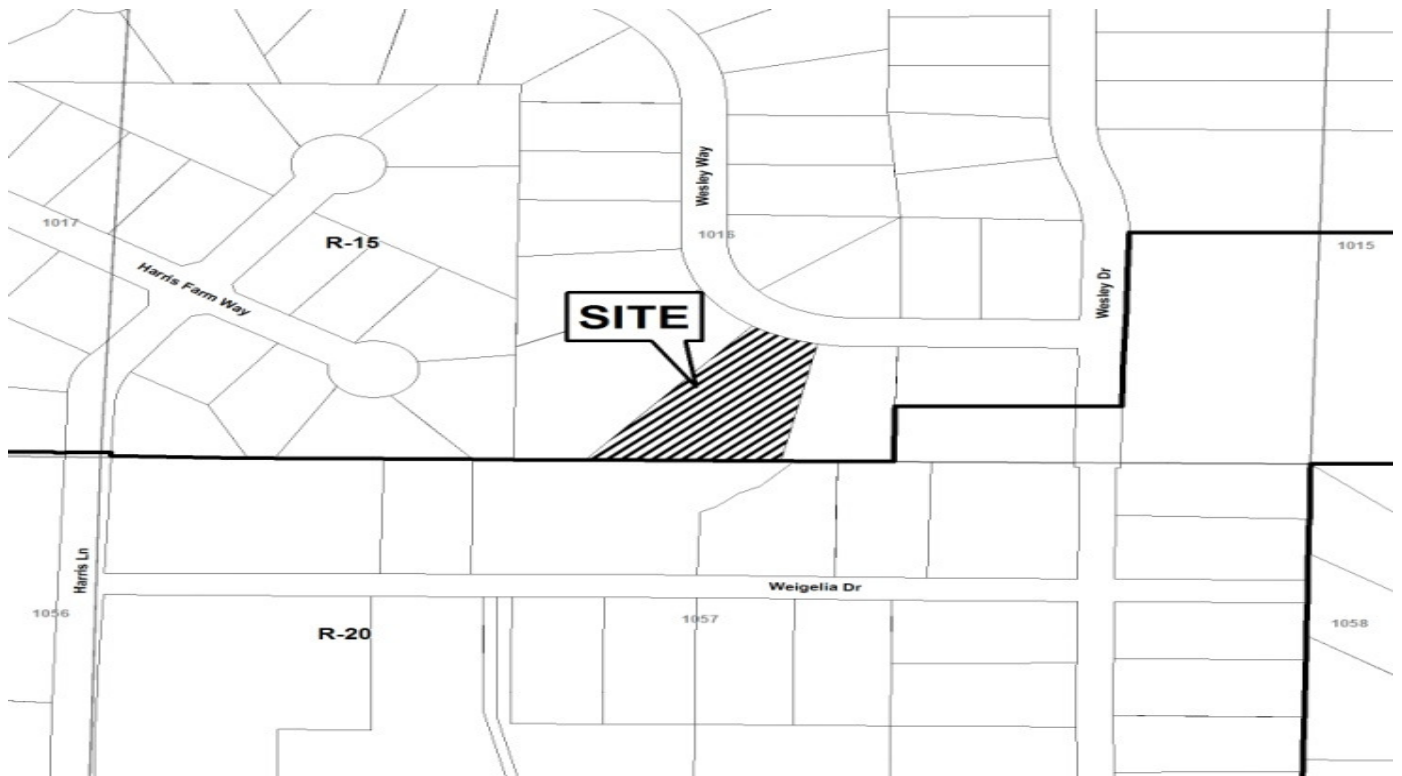 Wesley Way
1017
1016
R-15
1015
Harris Farm Way
Wesley Dr
SITE
Harris Ln
Weigelia Dr
1056
1057
1058
R-20